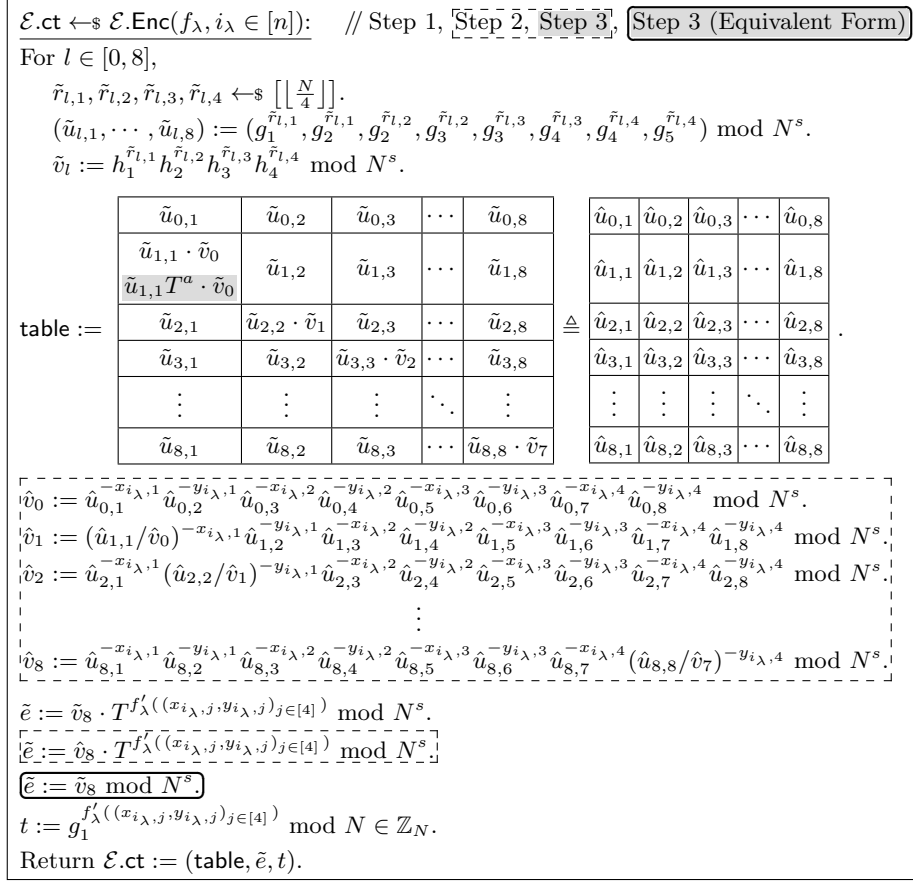 ℰ.ct ←$ ℰ.Enc(f_λ, i_λ ∈ [n]): // Step 1, Step 2, Step 3, Step 3 (Equivalent Form)
For l ∈ [0, 8],
r̃_{l,1}, r̃_{l,2}, r̃_{l,3}, r̃_{l,4} ←$ [⌊N/4⌋].
(ũ_{l,1}, ⋯ , ũ_{l,8}) := (g_1^{r̃_{l,1}}, g_2^{r̃_{l,1}}, g_2^{r̃_{l,2}}, g_3^{r̃_{l,2}}, g_3^{r̃_{l,3}}, g_4^{r̃_{l,3}}, g_4^{r̃_{l,4}}, g_5^{r̃_{l,4}}) mod N^s.
ṽ_l := h_1^{r̃_{l,1}} h_2^{r̃_{l,2}} h_3^{r̃_{l,3}} h_4^{r̃_{l,4}} mod N^s.
ũ_{0,1} ũ_{0,2} ũ_{0,3} ⋯ ũ_{0,8} û_{0,1} û_{0,2} û_{0,3} ⋯ û_{0,8}
ũ_{1,1} · ṽ_0
ũ_{1,1}T^a · ṽ_0 ũ_{1,2} ũ_{1,3} ⋯ ũ_{1,8} û_{1,1} û_{1,2} û_{1,3} ⋯ û_{1,8}
table := ũ_{2,1} ũ_{2,2} · ṽ_1 ũ_{2,3} ⋯ ũ_{2,8} ≜ û_{2,1} û_{2,2} û_{2,3} ⋯ û_{2,8} .
ũ_{3,1} ũ_{3,2} ũ_{3,3} · ṽ_2 ⋯ ũ_{3,8} û_{3,1} û_{3,2} û_{3,3} ⋯ û_{3,8}
⋮ ⋮ ⋮ ⋱ ⋮ ⋮ ⋮ ⋮ ⋱ ⋮
ũ_{8,1} ũ_{8,2} ũ_{8,3} ⋯ ũ_{8,8} · ṽ_7 û_{8,1} û_{8,2} û_{8,3} ⋯ û_{8,8}
v̂_0 := û_{0,1}^{-x_{i_λ,1}} û_{0,2}^{-y_{i_λ,1}} û_{0,3}^{-x_{i_λ,2}} û_{0,4}^{-y_{i_λ,2}} û_{0,5}^{-x_{i_λ,3}} û_{0,6}^{-y_{i_λ,3}} û_{0,7}^{-x_{i_λ,4}} û_{0,8}^{-y_{i_λ,4}} mod N^s.
v̂_1 := (û_{1,1}/v̂_0)^{-x_{i_λ,1}} û_{1,2}^{-y_{i_λ,1}} û_{1,3}^{-x_{i_λ,2}} û_{1,4}^{-y_{i_λ,2}} û_{1,5}^{-x_{i_λ,3}} û_{1,6}^{-y_{i_λ,3}} û_{1,7}^{-x_{i_λ,4}} û_{1,8}^{-y_{i_λ,4}} mod N^s.
v̂_2 := û_{2,1}^{-x_{i_λ,1}} (û_{2,2}/v̂_1)^{-y_{i_λ,1}} û_{2,3}^{-x_{i_λ,2}} û_{2,4}^{-y_{i_λ,2}} û_{2,5}^{-x_{i_λ,3}} û_{2,6}^{-y_{i_λ,3}} û_{2,7}^{-x_{i_λ,4}} û_{2,8}^{-y_{i_λ,4}} mod N^s.
⋮
v̂_8 := û_{8,1}^{-x_{i_λ,1}} û_{8,2}^{-y_{i_λ,1}} û_{8,3}^{-x_{i_λ,2}} û_{8,4}^{-y_{i_λ,2}} û_{8,5}^{-x_{i_λ,3}} û_{8,6}^{-y_{i_λ,3}} û_{8,7}^{-x_{i_λ,4}} (û_{8,8}/v̂_7)^{-y_{i_λ,4}} mod N^s.
ẽ := ṽ_8 · T^{f′_λ((x_{i_λ,j}, y_{i_λ,j})_{j∈[4]})} mod N^s.
ẽ := v̂_8 · T^{f′_λ((x_{i_λ,j}, y_{i_λ,j})_{j∈[4]})} mod N^s.
ẽ := ṽ_8 mod N^s.
t := g_1^{f′_λ((x_{i_λ,j}, y_{i_λ,j})_{j∈[4]})} mod N ∈ ℤ_N.
Return ℰ.ct := (table, ẽ, t).